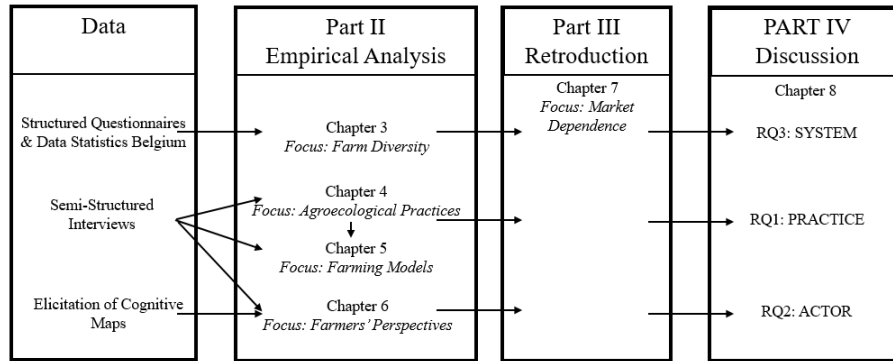 Data
Structured Questionnaires
& Data Statistics Belgium
Semi-Structured
Interviews
Elicitation of Cognitive
Maps
Part II
Empirical Analysis
Chapter 3
Focus: Farm Diversity
Chapter 4
Focus: Agroecological Practices
Chapter 5
Focus: Farming Models
Chapter 6
Focus: Farmers' Perspectives
Part III
Retroduction
Chapter 7
Focus: Market
Dependence
PART IV
Discussion
Chapter 8
RQ3: SYSTEM
RQ1: PRACTICE
RQ2: ACTOR